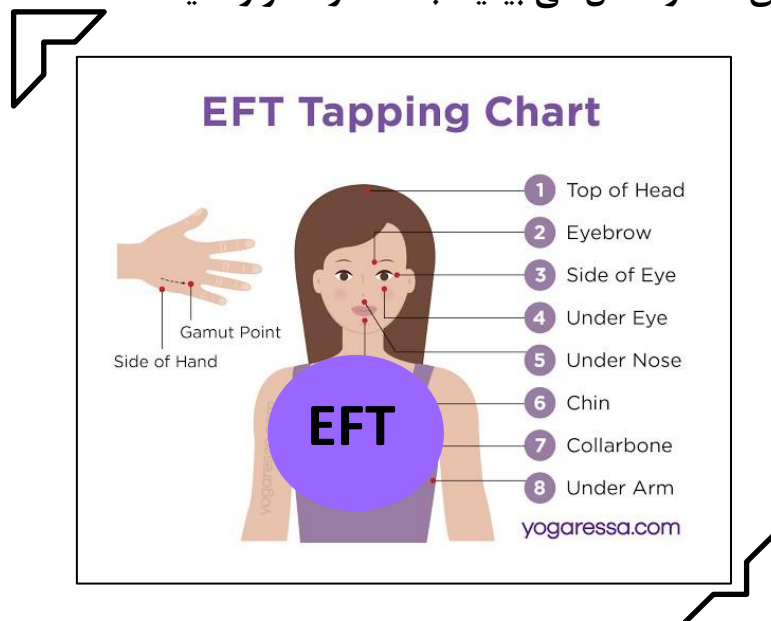 EFT Tapping Chart
1 Top of Head
2 Eyebrow
3 Side of Eye
4 Under Eye
5 Under Nose
6 Chin
7 Collarbone
8 Under Arm
Gamut Point
Side of Hand
EFT
yogaressa.com